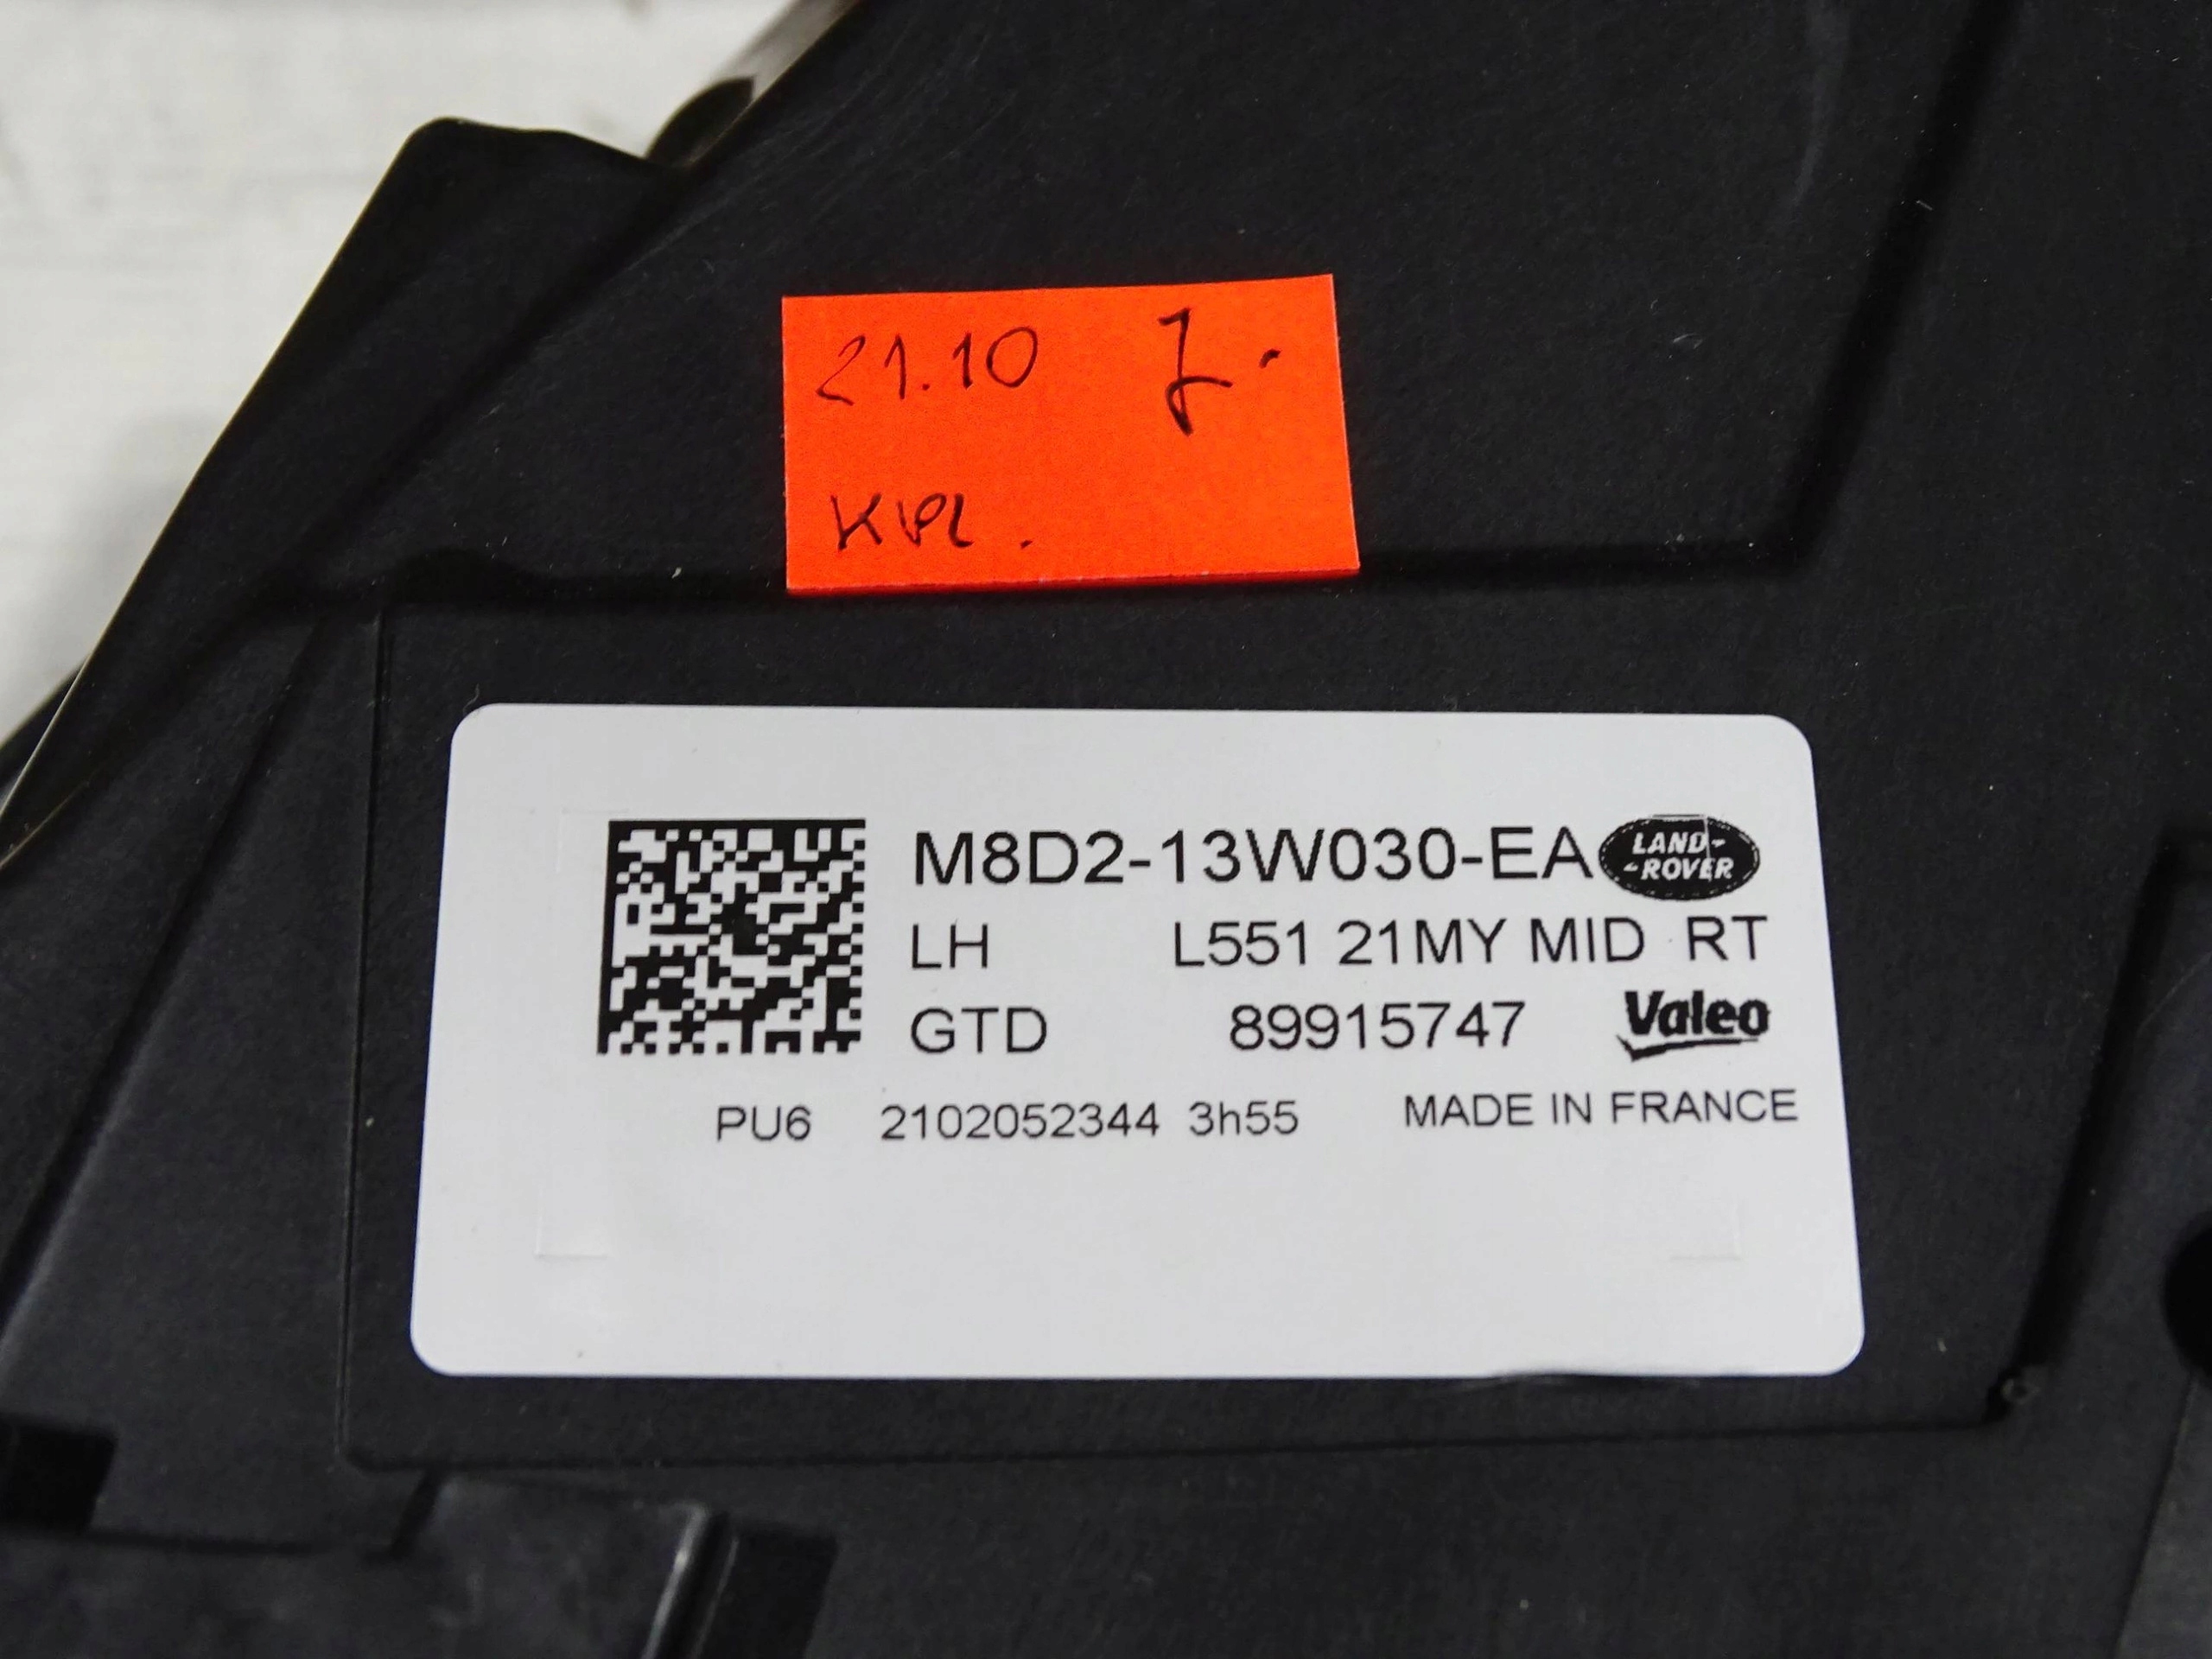 21.10 J.
KPL.
M8D2-13W030-EA LAND-
-ROVER
LH L551 21MY MID RT
GTD 89915747 Valeo
PU6 2102052344 3h55 MADE IN FRANCE